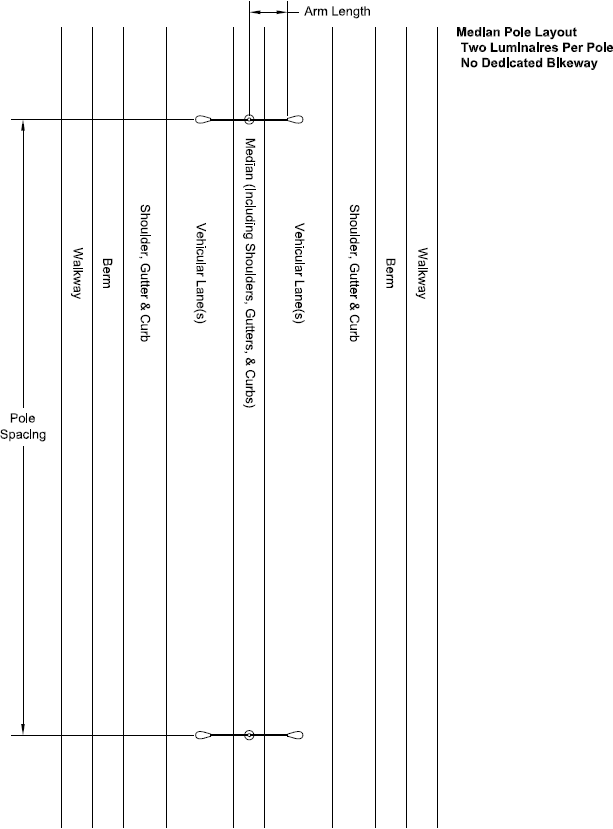 Arm Length
Median Pole Layout
Two Luminaires Per Pole
No Dedicated Bikeway
Walkway
Berm
Shoulder, Gutter & Curb
Vehicular Lane(s)
Median (Including Shoulders, Gutters, & Curbs)
Vehicular Lane(s)
Shoulder, Gutter & Curb
Berm
Walkway
Pole
Spacing